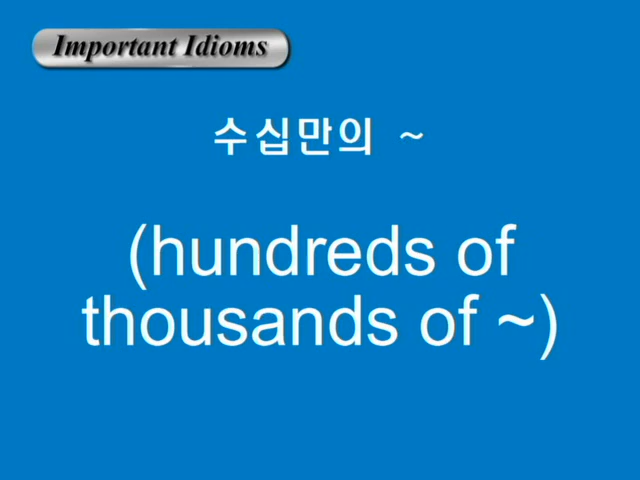 Important Idioms
수십만의 ~
(hundreds of
thousands of ~)